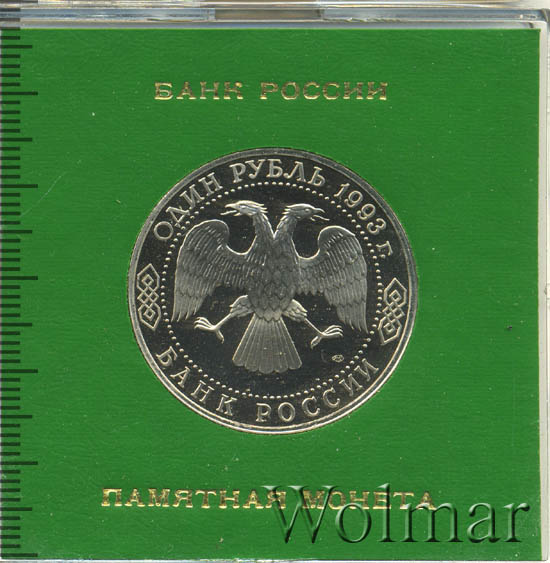 БАНК РОССИИ
ОДИН РУБЛЬ 1993 г.
БАНК РОССИИ
ПАМЯТНАЯ МОНЕТА
Wolmar